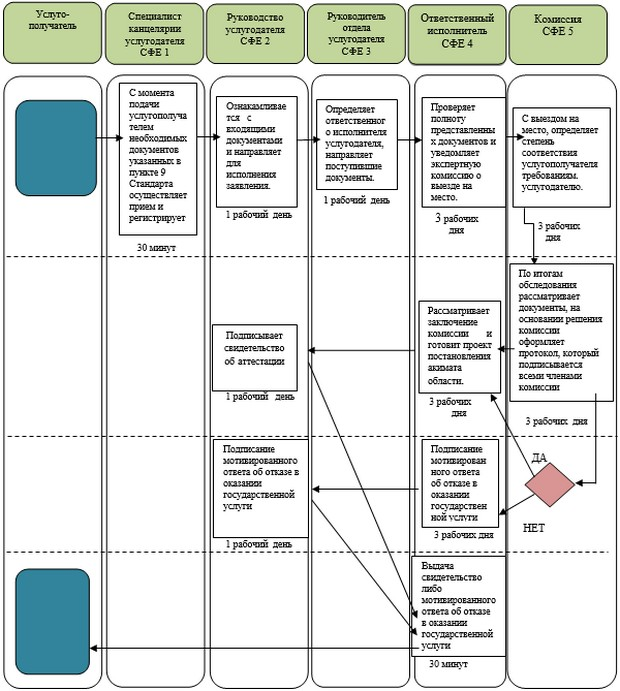 Услуго-
получатель
Специалист
канцелярии
услугодателя
СФЕ 1
Руководство
услугодателя
СФЕ 2
Руководитель
отдела
услугодателя
СФЕ 3
Ответственный
исполнитель
СФЕ 4
Комиссия
СФЕ 5
С момента
подачи
услугополуча
телем
необходимых
документов
указанных в
пункте 9
Стандарта
осуществляет
прием и
регистрирует
30 минут
Ознакамливае
тся с
входящими
документами
и направляет
для
исполнения
заявления.
1 рабочий день
Определяет
ответственног
о исполнителя
услугодателя,
направляет
поступившие
документы.
1 рабочий день
Проверяет
полноту
представленны
х документов и
уведомляет
экспертную
комиссию о
выезде на
место.
3 рабочих
дня
С выездом на
место, определяет
степень
соответствия
услугополучателя
требованиям.
услугодателю.
3 рабочих
дня
По итогам
обследования
рассматривает
документы, на
основании решения
комиссии
оформляет
протокол, который
подписывается
всеми членами
комиссии
3 рабочих дня
Рассматривает
заключение
комиссии и
готовит проект
постановления
акимата
области.
3 рабочих
дня
Подписывает
свидетельство
об аттестации
1 рабочий день
ДА
НЕТ
Подписание
мотивирован
ного ответа
об отказе в
оказании
государствен
ной услуги
3 рабочих дня
Подписание
мотивированного
ответа об отказе в
оказании
государственной
услуги
1 рабочий день
Выдача
свидетельство
либо
мотивированного
ответа об отказе
в оказании
государственной
услуги
30 минут